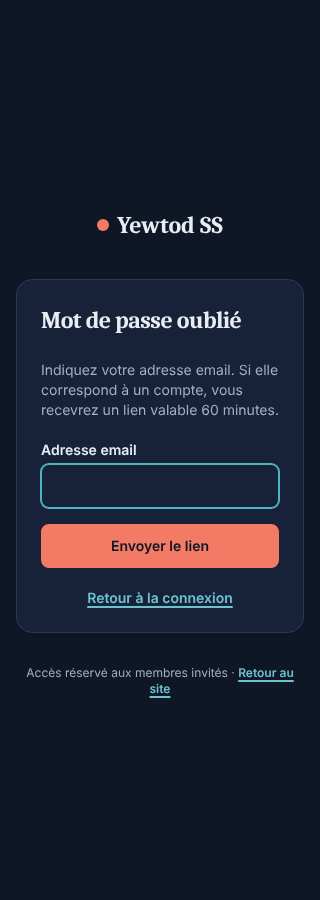 Yewtod SS
Mot de passe oublié
Indiquez votre adresse email. Si elle
correspond à un compte, vous
recevrez un lien valable 60 minutes.
Adresse email
Envoyer le lien
Retour à la connexion
Accès réservé aux membres invités · Retour au
site